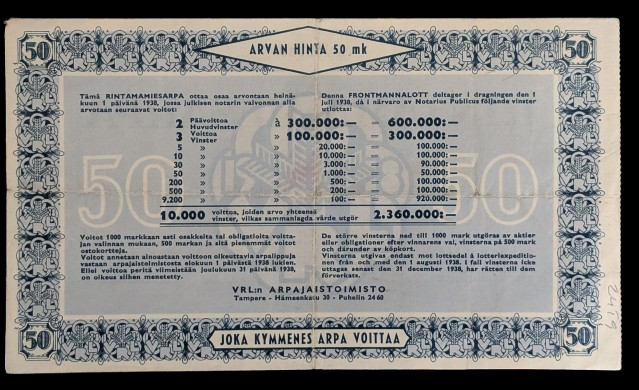 50
ARVAN HINTA 50 mk
50
Tämä RINTAMAMIESARPA ottaa osaa arvontaan heinä-
kuun 1 päivänä 1938, jossa julkisen notarin valvonnan alla
arvotaan seuraavat voitot:
Denna FRONTMANNALOTT deltager i dragningen den 1
juli 1938, då i närvaro av Notarius Publicus följande vinster
utlottas:
2 Päävoittoa Huvudvinster à 300.000:— 600.000:—
3 Voittoa Vinster » 100.000:— 300.000:—
5 » » 20.000:— 100.000:—
10 » » 10.000:— 100.000:—
30 » » 3.000:— 90.000:—
50 » » 1.000:— 50.000:—
200 » » 500:— 100.000:—
500 » » 200:— 100.000:—
9.200 » » 100:— 920.000:—
10.000 voittoa, joiden arvo yhteensä
vinster, vilkas sammanlagda värde utgör 2.360.000:—
50
50
Voitot 1000 markkaan asti osakkeita tai obligatioita voitta-
jan valinnan mukaan, 500 markan ja sitä pienemmät voitot
ostokortteja.
Voitot annetaan ainoastaan voittoon oikeuttavia arpalippuja
vastaan arpajaistoimistosta elokuun 1 päivästä 1938 lukien.
Ellei voittoa peritä viimeistään joulukuun 31 päivänä 1938,
on oikeus siihen menetetty.
De större vinsterna ned till 1000 mark utgöras av aktier
eller obligationer efter vinnarens val, vinsterna på 500 mark
och därunder av köpkort.
Vinsterna utgivas endast mot lottsedel å lotteriexpeditio-
nen från och med den 1 augusti 1938. I fall vinsterna icke
uttagas senast den 31 december 1938, har rätten till dem
förverkats.
VRL:n ARPAJAISTOIMISTO
Tampere - Hämeenkatu 30 - Puhelin 24 60
50
JOKA KYMMENES ARPA VOITTAA
50